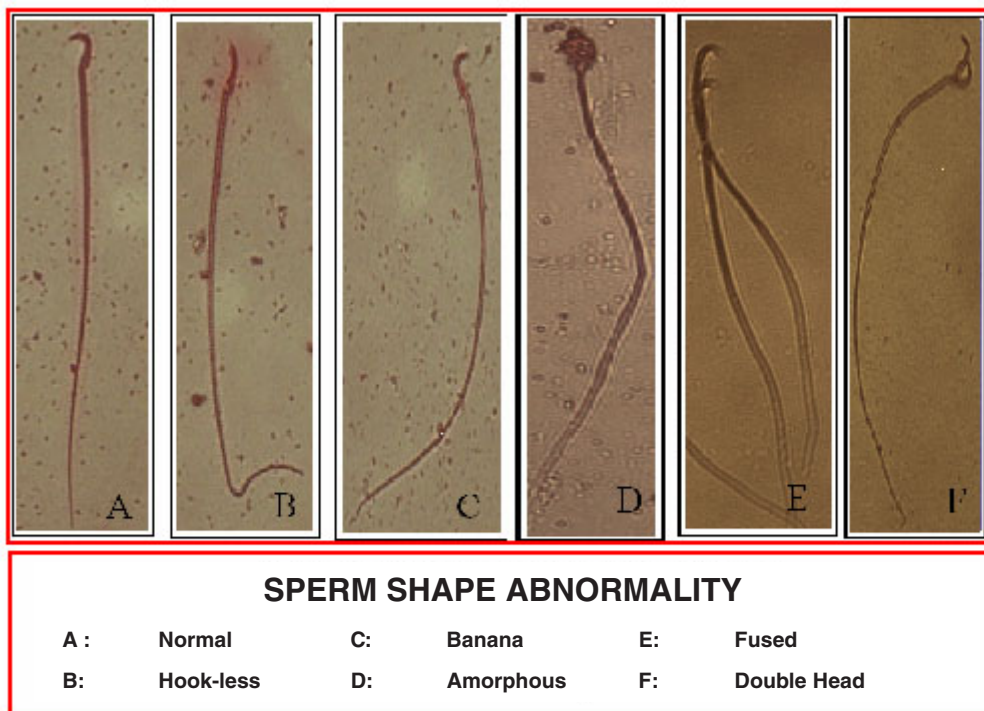 A
B
C
D
E
F
SPERM SHAPE ABNORMALITY
A : Normal C: Banana E: Fused
B: Hook-less D: Amorphous F: Double Head